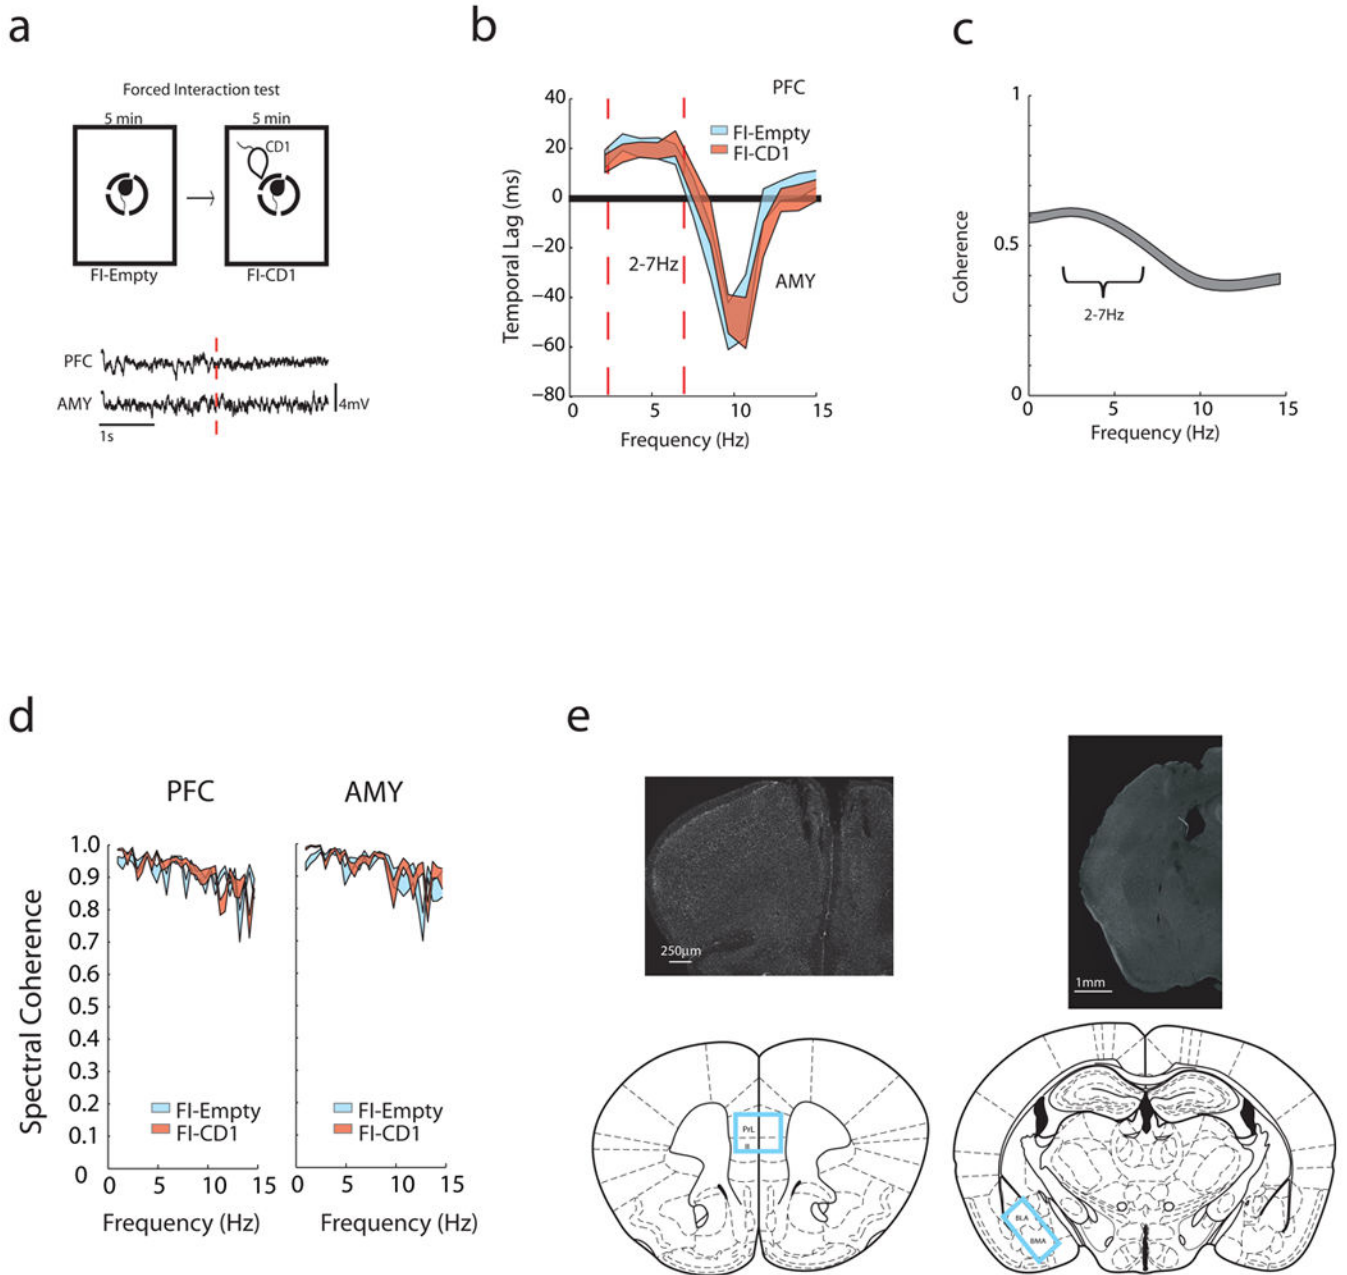 a
Forced Interaction test
5 min
5 min
CD1
FI-Empty
FI-CD1
PFC
AMY
4mV
1s
b
PFC
FI-Empty
FI-CD1
AMY
2-7Hz
Temporal Lag (ms)
40
20
0
−20
−40
−60
−80
0 5 10 15
Frequency (Hz)
c
Coherence
1
0.5
0
2-7Hz
0 5 10 15
Frequency (Hz)
d
PFC
AMY
Spectral Coherence
1.0
0.9
0.8
0.7
0.6
0.5
0.4
0.3
0.2
0.1
0
FI-Empty
FI-CD1
FI-Empty
FI-CD1
0 5 10 15
0 5 10 15
Frequency (Hz)
Frequency (Hz)
e
250μm
1mm
PrL
BLA
BMA